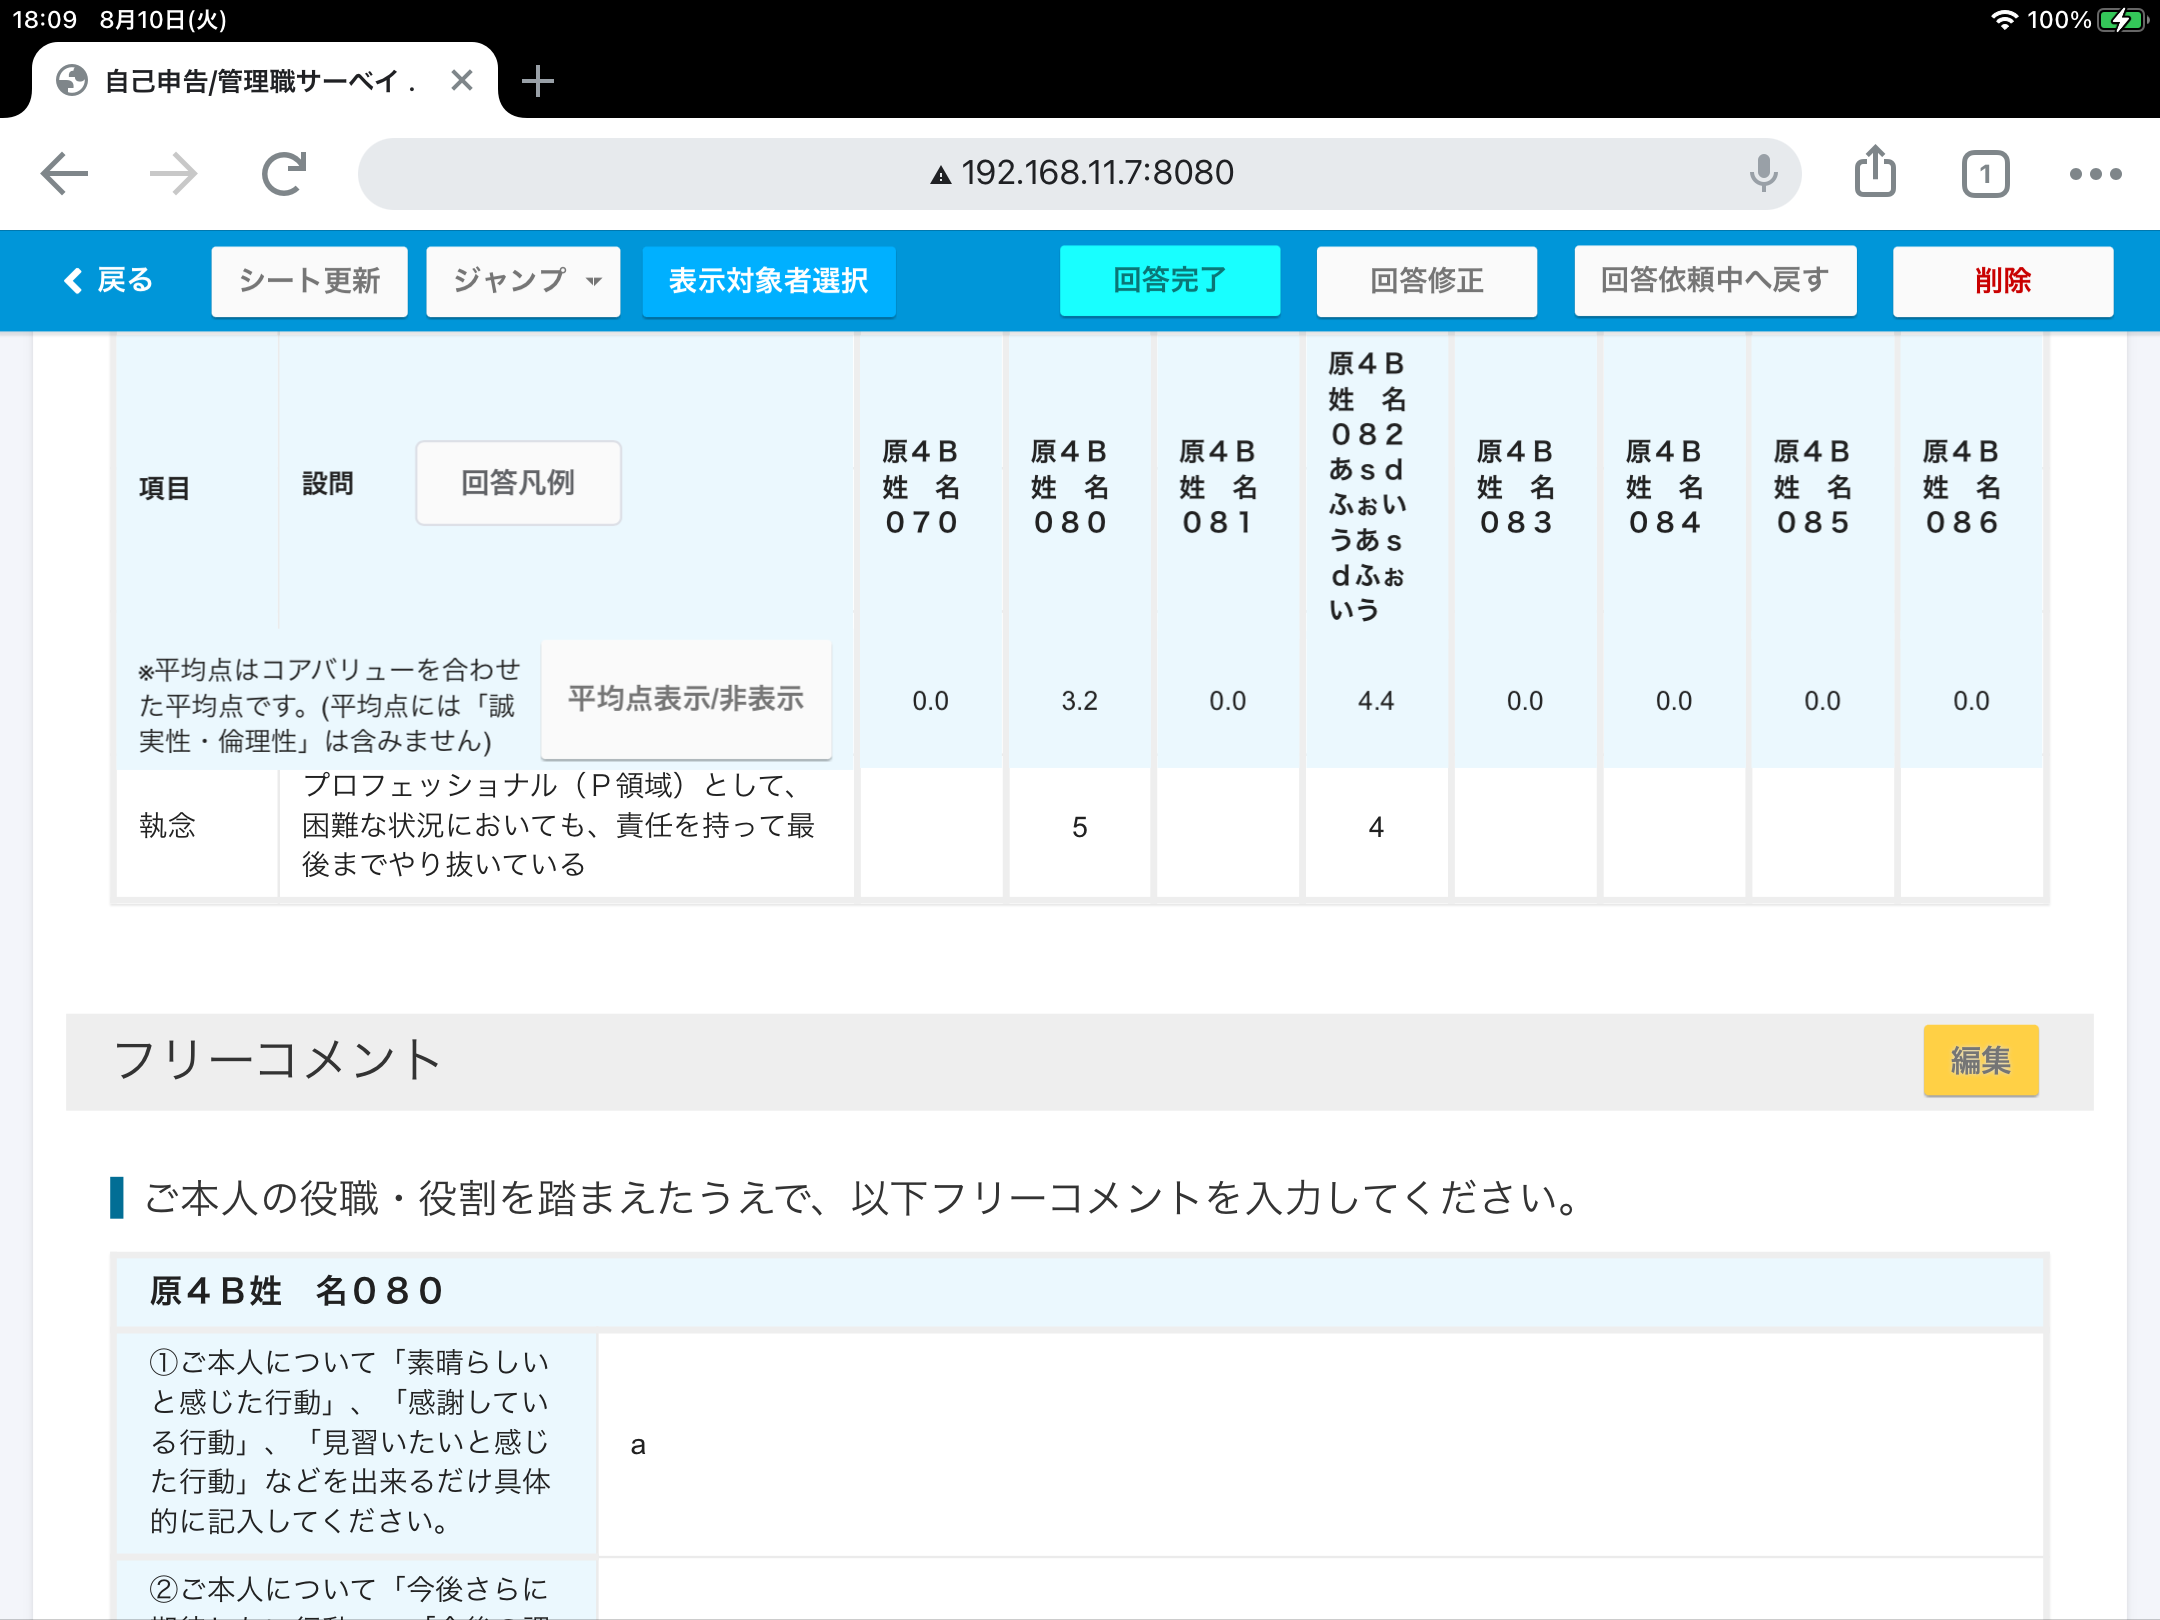 18:09 8月10日(火)
100%
自己申告/管理職サーベイ .
192.168.11.7:8080
1
戻る
シート更新
ジャンプ
表示対象者選択
回答完了
回答修正
回答依頼中へ戻す
削除
項目
設問
回答凡例
原４Ｂ
姓　名
０７０
原４Ｂ
姓　名
０８０
原４Ｂ
姓　名
０８１
原４Ｂ
姓　名
０８２
あｓｄ
ふぉい
うあｓ
ｄふぉ
いう
原４Ｂ
姓　名
０８３
原４Ｂ
姓　名
０８４
原４Ｂ
姓　名
０８５
原４Ｂ
姓　名
０８６
※平均点はコアバリューを合わせ
た平均点です。(平均点には「誠
実性・倫理性」は含みません)
平均点表示/非表示
0.0 3.2 0.0 4.4 0.0 0.0 0.0 0.0
執念
プロフェッショナル（Ｐ領域）として、
困難な状況においても、責任を持って最
後までやり抜いている
5 4
フリーコメント
編集
ご本人の役職・役割を踏まえたうえで、以下フリーコメントを入力してください。
原４Ｂ姓　名０８０
①ご本人について「素晴らしい
と感じた行動」、「感謝してい
る行動」、「見習いたいと感じ
た行動」などを出来るだけ具体
的に記入してください。
a
②ご本人について「今後さらに